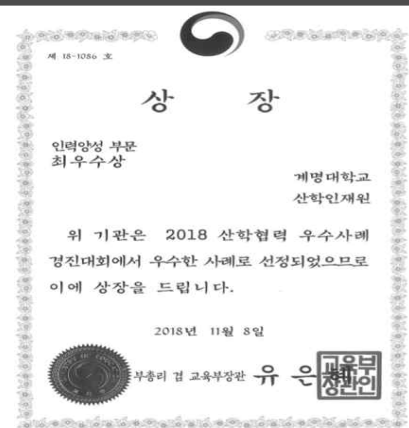 제 18-1086 호
상 장
인력양성 부문
최우수상
계명대학교
산학인재원
위 기관은 2018 산학협력 우수사례
경진대회에서 우수한 사례로 선정되었으므로
이에 상장을 드립니다.
2018년 11월 8일
부총리 겸 교육부장관 유 은 혜
교육부
장관인